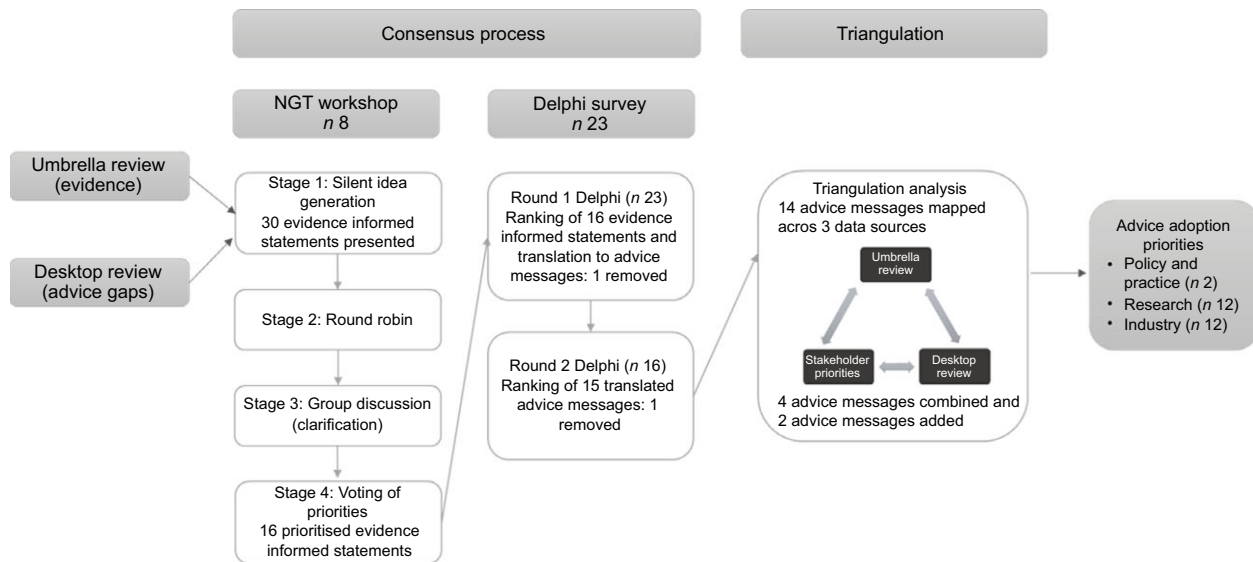 Consensus process
Triangulation
NGT workshop
n 8
Delphi survey
n 23
Umbrella review
(evidence)
Desktop review
(advice gaps)
Stage 1: Silent idea
generation
30 evidence informed
statements presented
Stage 2: Round robin
Stage 3: Group discussion
(clarification)
Stage 4: Voting of
priorities
16 prioritised evidence
informed statements
Round 1 Delphi (n 23)
Ranking of 16 evidence
informed statements and
translation to advice
messages: 1 removed
Round 2 Delphi (n 16)
Ranking of 15 translated
advice messages: 1
removed
Triangulation analysis
14 advice messages mapped
acros 3 data sources
Umbrella
review
Stakeholder
priorities
Desktop
review
4 advice messages combined and
2 advice messages added
Advice adoption
priorities
• Policy and
practice (n 2)
• Research (n 12)
• Industry (n 12)